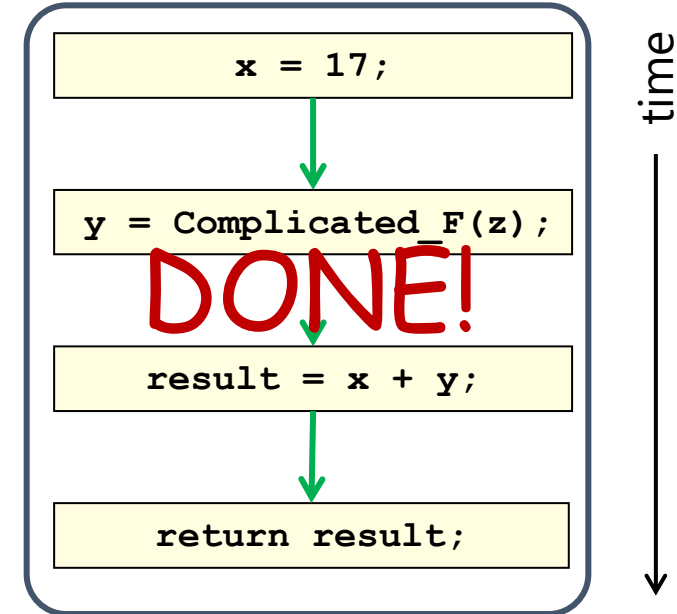 x = 17;
time
y = Complicated_F(z);
DONE!
result = x + y;
return result;